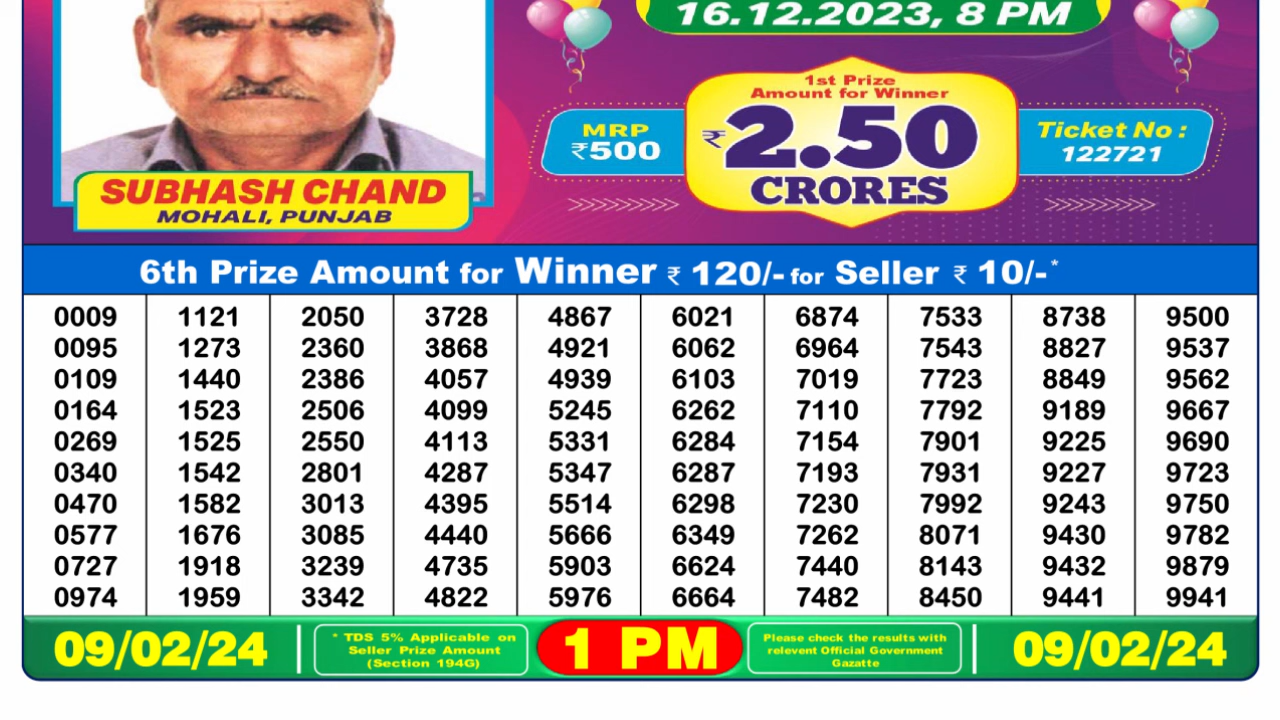 16.12.2023, 8 PM
1st Prize
Amount for Winner
MRP
₹500
₹2.50
CRORES
Ticket No :
122721
SUBHASH CHAND
MOHALI, PUNJAB
6th Prize Amount for Winner ₹ 120/- for Seller ₹ 10/-*
0009 1121 2050 3728 4867 6021 6874 7533 8738 9500
0095 1273 2360 3868 4921 6062 6964 7543 8827 9537
0109 1440 2386 4057 4939 6103 7019 7723 8849 9562
0164 1523 2506 4099 5245 6262 7110 7792 9189 9667
0269 1525 2550 4113 5331 6284 7154 7901 9225 9690
0340 1542 2801 4287 5347 6287 7193 7931 9227 9723
0470 1582 3013 4395 5514 6298 7230 7992 9243 9750
0577 1676 3085 4440 5666 6349 7262 8071 9430 9782
0727 1918 3239 4735 5903 6624 7440 8143 9432 9879
0974 1959 3342 4822 5976 6664 7482 8450 9441 9941
09/02/24
* TDS 5% Applicable on
Seller Prize Amount
(Section 194G)
1 PM
Please check the results with
relevent Official Government
Gazatte
09/02/24